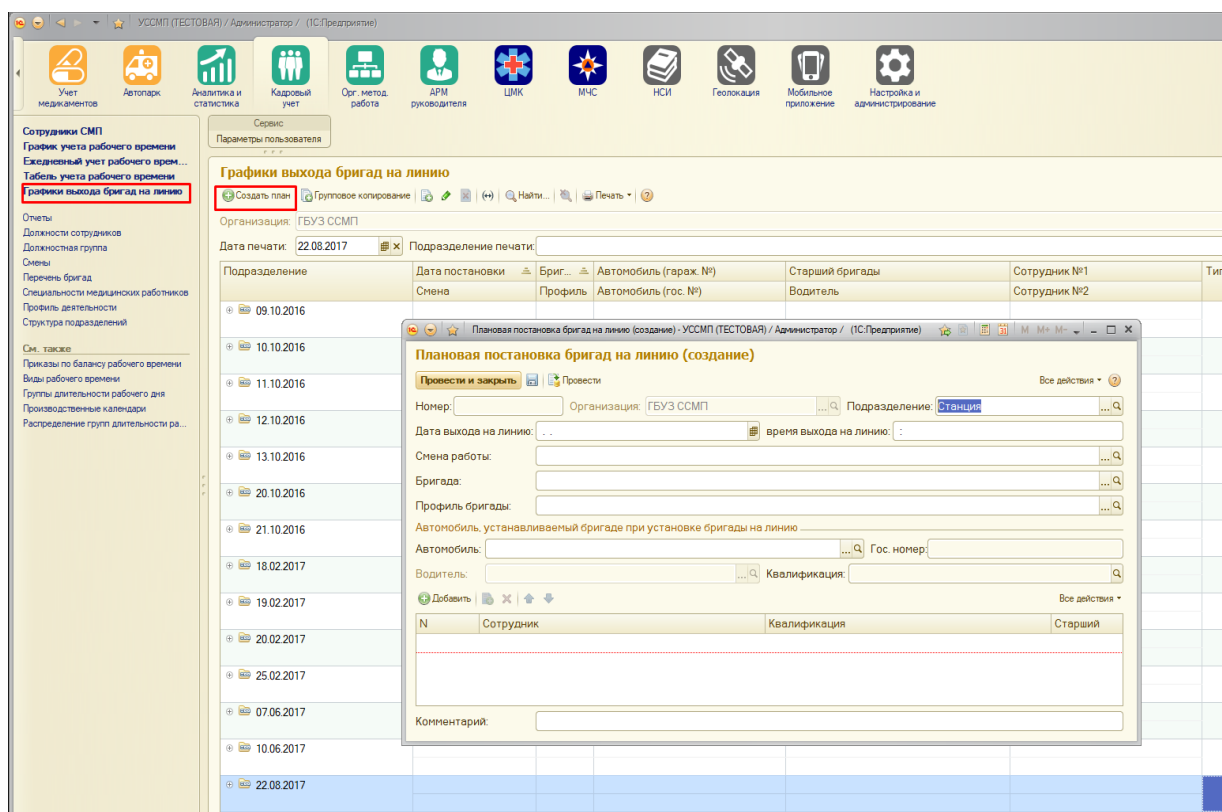 УССМП (ТЕСТОВАЯ) / Администратор / (1С:Предприятие)
Учет медикаментов
Автопарк
Аналитика и статистика
Кадровый учет
Орг. метод. работа
АРМ руководителя
ЦМК
МЧС
НСИ
Геолокация
Мобильное приложение
Настройка и администрирование
Сотрудники СМП
График учета рабочего времени
Ежедневный учет рабочего врем...
Табель учета рабочего времени
Графики выхода бригад на линию
Отчеты
Должности сотрудников
Должностная группа
Смены
Перечень бригад
Специальности медицинских работников
Профиль деятельности
Структура подразделений
См. также
Приказы по балансу рабочего времени
Виды рабочего времени
Группы длительности рабочего дня
Производственные календари
Распределение групп длительности ра...
Сервис
Параметры пользователя
Графики выхода бригад на линию
Создать план Групповое копирование Найти... Печать
Организация: ГБУЗ ССМП
Дата печати: 22.08.2017 Подразделение печати:
Подразделение Дата постановки Бриг... Автомобиль (гараж. №) Старший бригады Сотрудник №1 Тип
Смена Профиль Автомобиль (гос. №) Водитель Сотрудник №2
09.10.2016
10.10.2016
11.10.2016
12.10.2016
13.10.2016
20.10.2016
21.10.2016
18.02.2017
19.02.2017
20.02.2017
25.02.2017
07.06.2017
10.06.2017
22.08.2017
Плановая постановка бригад на линию (создание) - УССМП (ТЕСТОВАЯ) / Администратор / (1С:Предприятие) M M+ M-
Плановая постановка бригад на линию (создание)
Провести и закрыть Провести Все действия
Номер: Организация: ГБУЗ ССМП Подразделение: Станция
Дата выхода на линию: . . время выхода на линию: :
Смена работы:
Бригада:
Профиль бригады:
Автомобиль, устанавливаемый бригаде при установке бригады на линию
Автомобиль: Гос. номер:
Водитель: Квалификация:
Добавить Все действия
N Сотрудник Квалификация Старший
Комментарий: